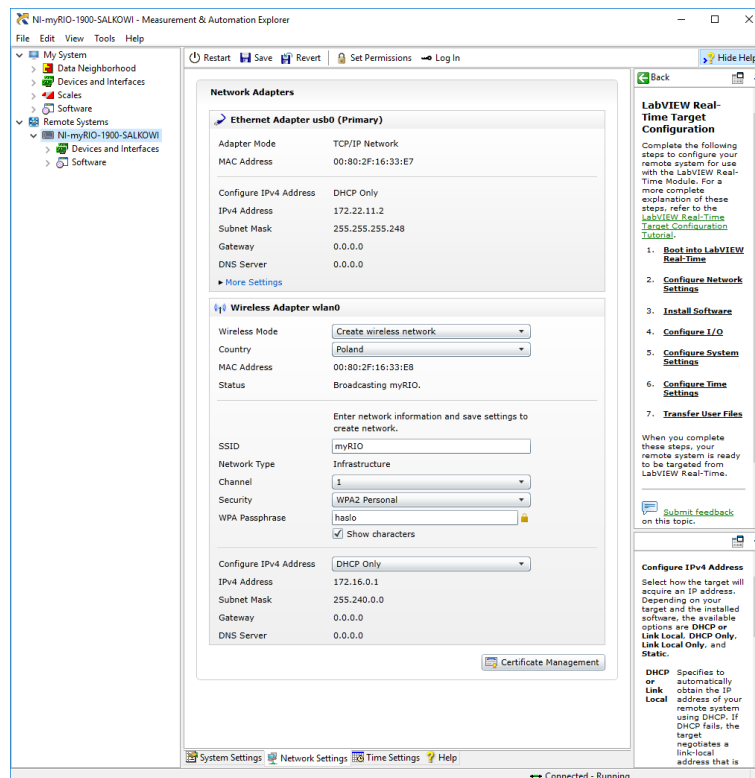 NI-myRIO-1900-SALKOWI - Measurement & Automation Explorer
File Edit View Tools Help
My System
Data Neighborhood
Devices and Interfaces
Scales
Software
Remote Systems
NI-myRIO-1900-SALKOWI
Devices and Interfaces
Software
Restart Save Revert Set Permissions Log In Hide Help
Network Adapters
Ethernet Adapter usb0 (Primary)
Adapter Mode TCP/IP Network
MAC Address 00:80:2F:16:33:E7
Configure IPv4 Address DHCP Only
IPv4 Address 172.22.11.2
Subnet Mask 255.255.255.248
Gateway 0.0.0.0
DNS Server 0.0.0.0
More Settings
Wireless Adapter wlan0
Wireless Mode Create wireless network
Country Poland
MAC Address 00:80:2F:16:33:E8
Status Broadcasting myRIO.
Enter network information and save settings to
create network.
SSID myRIO
Network Type Infrastructure
Channel 1
Security WPA2 Personal
WPA Passphrase haslo
Show characters
Configure IPv4 Address DHCP Only
IPv4 Address 172.16.0.1
Subnet Mask 255.240.0.0
Gateway 0.0.0.0
DNS Server 0.0.0.0
Certificate Management
System Settings Network Settings Time Settings Help
Back
LabVIEW Real-
Time Target
Configuration
Complete the following
steps to configure your
remote system for use
with the LabVIEW Real-
Time Module. For a
more complete
explanation of these
steps, refer to the
LabVIEW Real-Time
Target Configuration
Tutorial.
1. Boot into LabVIEW
Real-Time
2. Configure Network
Settings
3. Install Software
4. Configure I/O
5. Configure System
Settings
6. Configure Time
Settings
7. Transfer User Files
When you complete
these steps, your
remote system is ready
to be targeted from
LabVIEW Real-Time.
Submit feedback
on this topic.
Configure IPv4 Address
Select how the target will
acquire an IP address.
Depending on your
target and the installed
software, the available
options are DHCP or
Link Local, DHCP Only,
Link Local Only, and
Static.
DHCP Specifies to
or automatically
Link obtain the IP
Local address of your
remote system
using DHCP. If
DHCP fails, the
target
negotiates a
link-local
address that is
Connected - Running